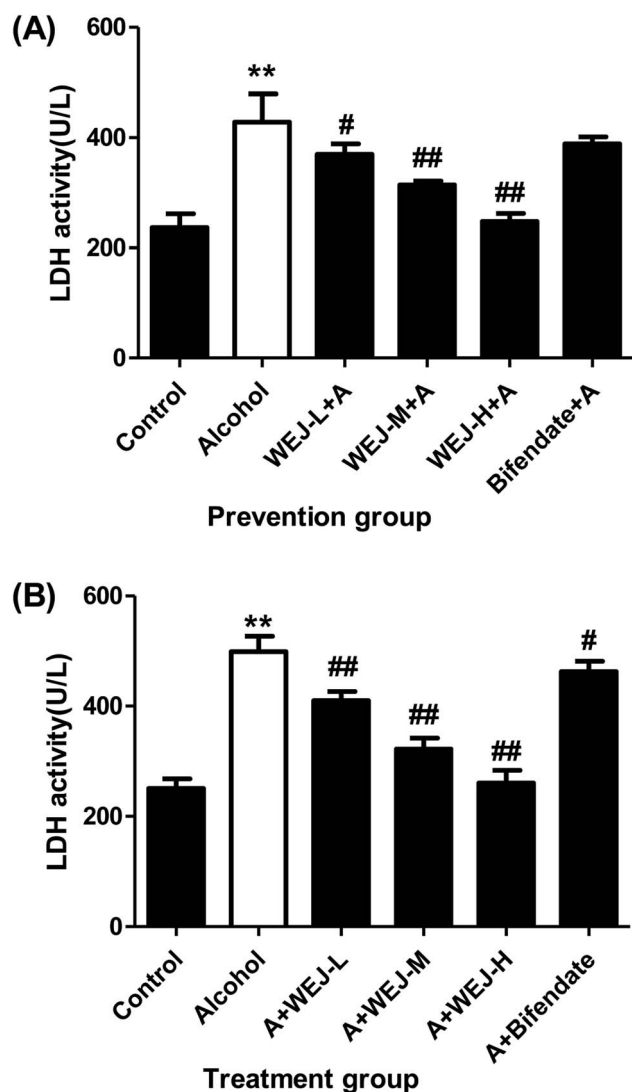 (A)
600
400
200
0
LDH activity(U/L)
**
#
##
##
Control
Alcohol
WEJ-L+A
WEJ-M+A
WEJ-H+A
Bifendate+A
Prevention group
(B)
600
400
200
0
LDH activity(U/L)
**
##
##
##
#
Control
Alcohol
A+WEJ-L
A+WEJ-M
A+WEJ-H
A+Bifendate
Treatment group